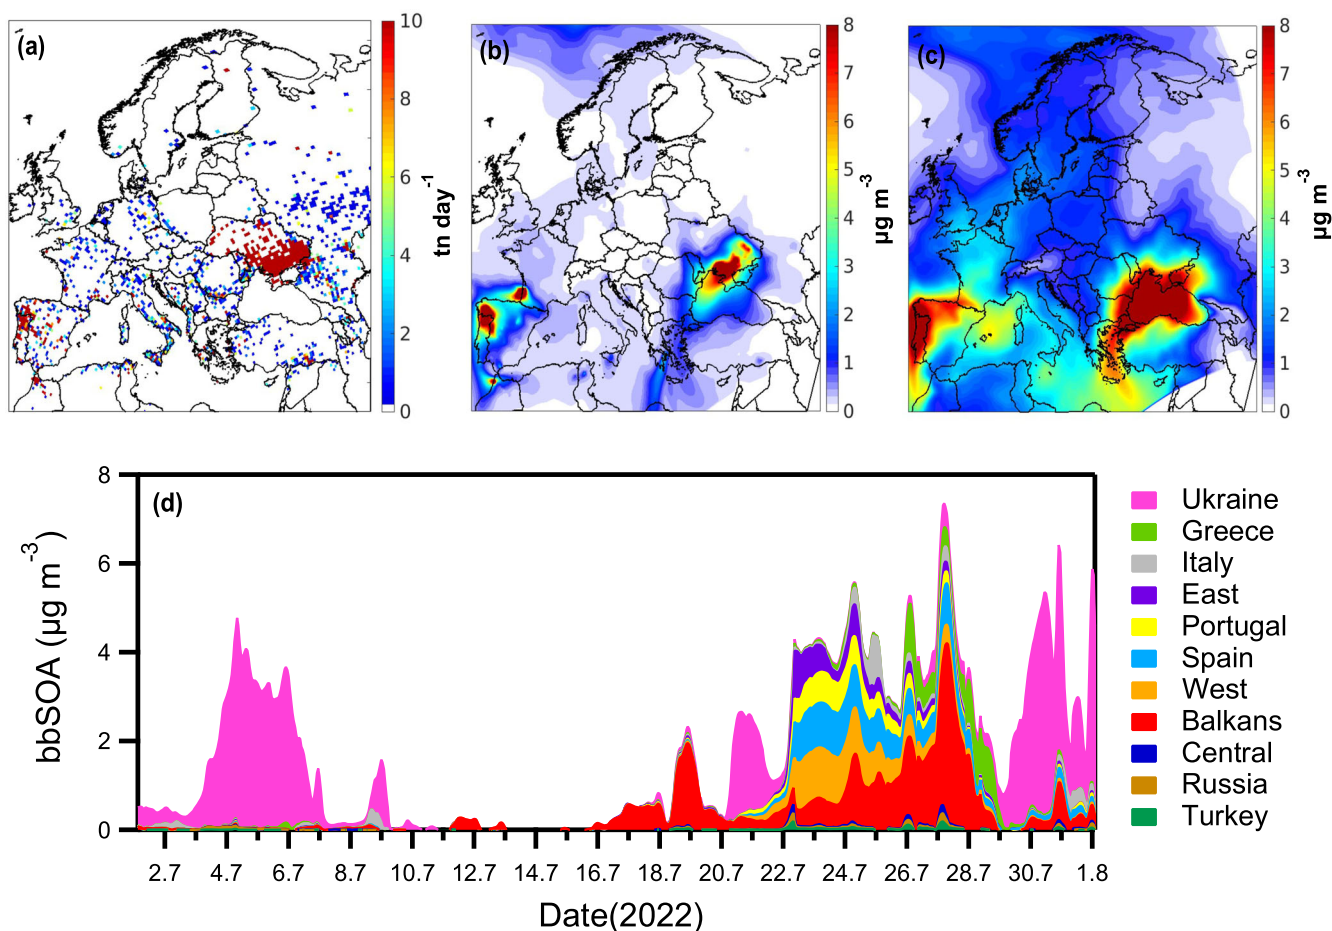 (a)
10
8
6
4
2
0
tn day-1
(b)
8
7
6
5
4
3
2
1
0
µg m-3
(c)
8
7
6
5
4
3
2
1
0
µg m-3
(d)
8
6
4
2
0
bbSOA (µg m-3)
2.7 4.7 6.7 8.7 10.7 12.7 14.7 16.7 18.7 20.7 22.7 24.7 26.7 28.7 30.7 1.8
Date(2022)
Ukraine
Greece
Italy
East
Portugal
Spain
West
Balkans
Central
Russia
Turkey